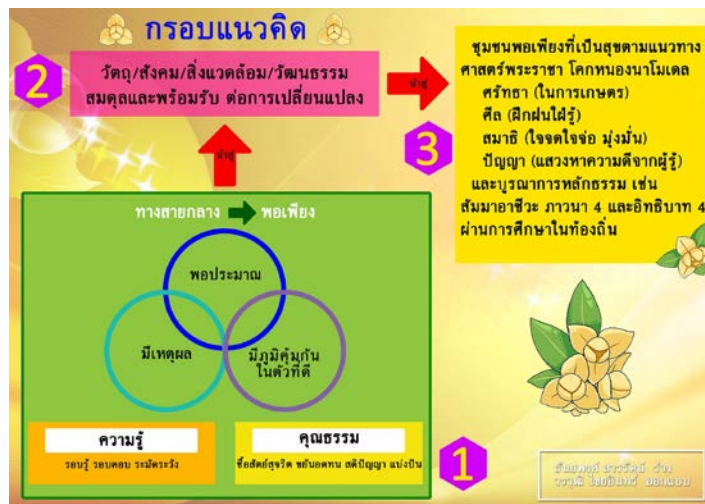 กรอบแนวคิด
2
วัตถุ/สังคม/สิ่งแวดล้อม/วัฒนธรรม
สมดุลและพร้อมรับ ต่อการเปลี่ยนแปลง
นำสู่
ชุมชนพอเพียงที่เป็นสุขตามแนวทาง
ศาสตร์พระราชา โคกหนองนาโมเดล
ศรัทธา (ในการเกษตร)
ศีล (ฝึกฝนใฝ่รู้)
สมาธิ (ใจจดใจจ่อ มุ่งมั่น)
ปัญญา (แสวงหาความดีจากผู้รู้)
และบูรณาการหลักธรรม เช่น
สัมมาอาชีวะ ภาวนา 4 และอิทธิบาท 4
ผ่านการศึกษาในท้องถิ่น
3
นำสู่
ทางสายกลาง พอเพียง
พอประมาณ
มีเหตุผล
มีภูมิคุ้มกัน
ในตัวที่ดี
ความรู้
รอบรู้ รอบคอบ ระมัดระวัง
คุณธรรม
ซื่อสัตย์สุจริต ขยันอดทน สติปัญญา แบ่งปัน
1